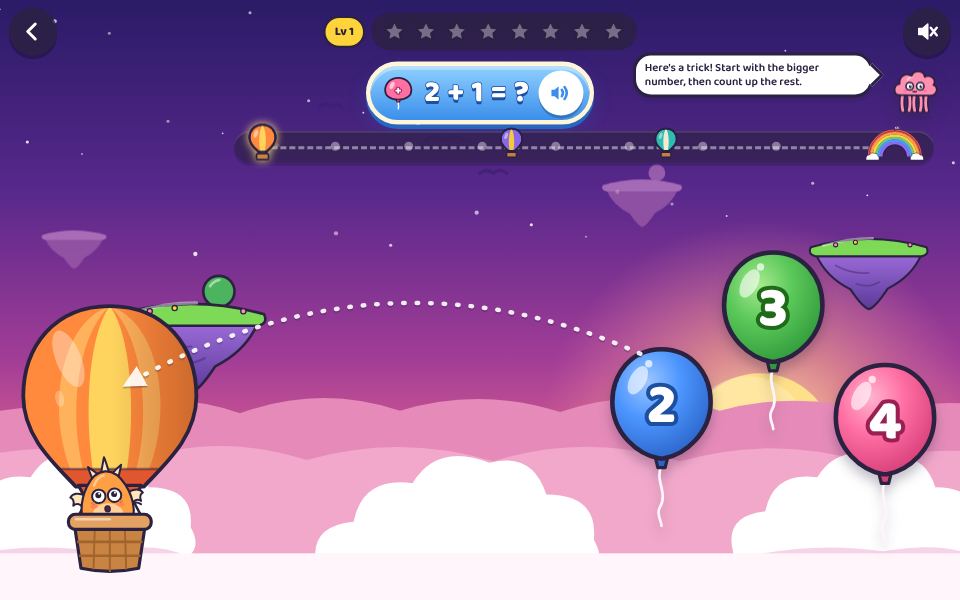 Lv 1
2 + 1 = ?
Here's a trick! Start with the bigger
number, then count up the rest.
3
2
4